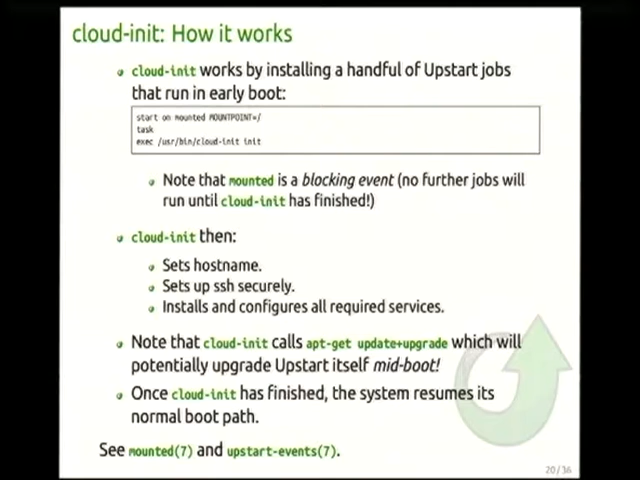 cloud-init: How it works
cloud-init works by installing a handful of Upstart jobs
that run in early boot:
start on mounted MOUNTPOINT=/
task
exec /usr/bin/cloud-init init
Note that mounted is a blocking event (no further jobs will
run until cloud-init has finished!)
cloud-init then:
Sets hostname.
Sets up ssh securely.
Installs and configures all required services.
Note that cloud-init calls apt-get update+upgrade which will
potentially upgrade Upstart itself mid-boot!
Once cloud-init has finished, the system resumes its
normal boot path.
See mounted(7) and upstart-events(7).
20/36